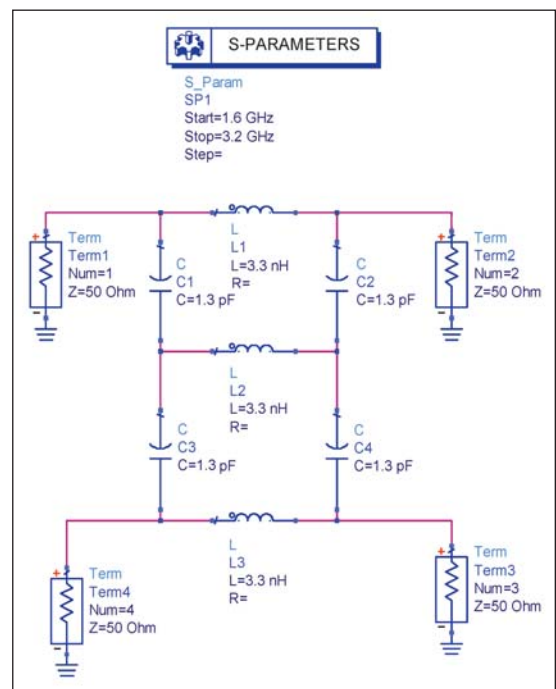 S-PARAMETERS
S_Param
SP1
Start=1.6 GHz
Stop=3.2 GHz
Step=
+
Term
Term1
Num=1
Z=50 Ohm
-
C
C1
C=1.3 pF
L
L1
L=3.3 nH
R=
C
C2
C=1.3 pF
+
Term
Term2
Num=2
Z=50 Ohm
-
L
L2
L=3.3 nH
R=
C
C3
C=1.3 pF
C
C4
C=1.3 pF
L
L3
L=3.3 nH
R=
+
Term
Term4
Num=4
Z=50 Ohm
-
+
Term
Term3
Num=3
Z=50 Ohm
-